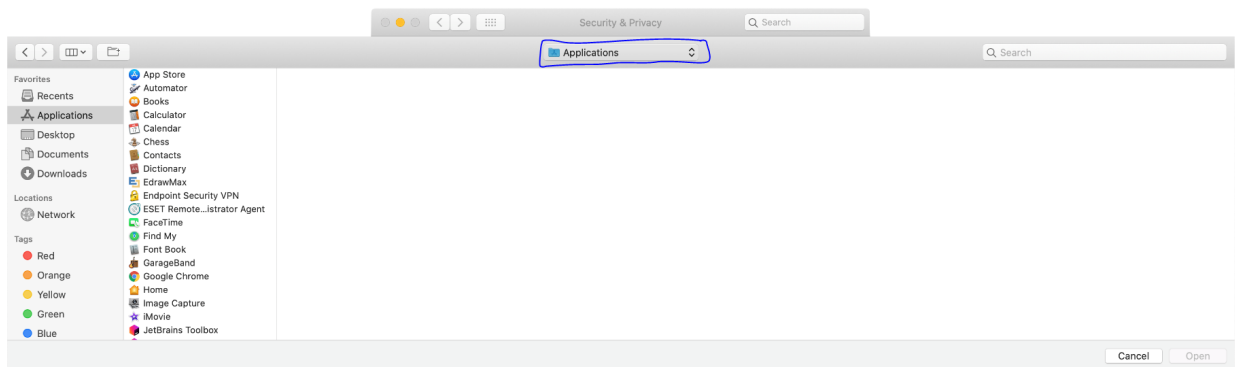 Security & Privacy
Search
Applications
Search
Favorites
Recents
Applications
Desktop
Documents
Downloads
Locations
Network
Tags
Red
Orange
Yellow
Green
Blue
App Store
Automator
Books
Calculator
Calendar
Chess
Contacts
Dictionary
EdrawMax
Endpoint Security VPN
ESET Remote...istrator Agent
FaceTime
Find My
Font Book
GarageBand
Google Chrome
Home
Image Capture
iMovie
JetBrains Toolbox
Cancel
Open